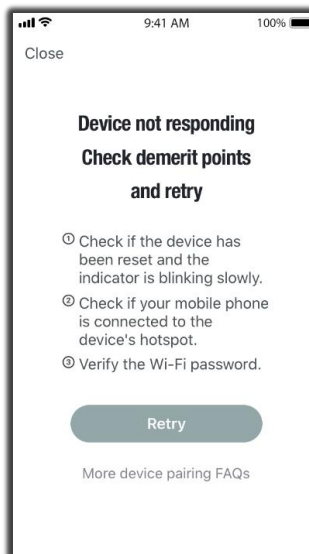 9:41 AM
100%
Close
Device not responding
Check demerit points
and retry
① Check if the device has
been reset and the
indicator is blinking slowly.
② Check if your mobile phone
is connected to the
device's hotspot.
③ Verify the Wi-Fi password.
Retry
More device pairing FAQs